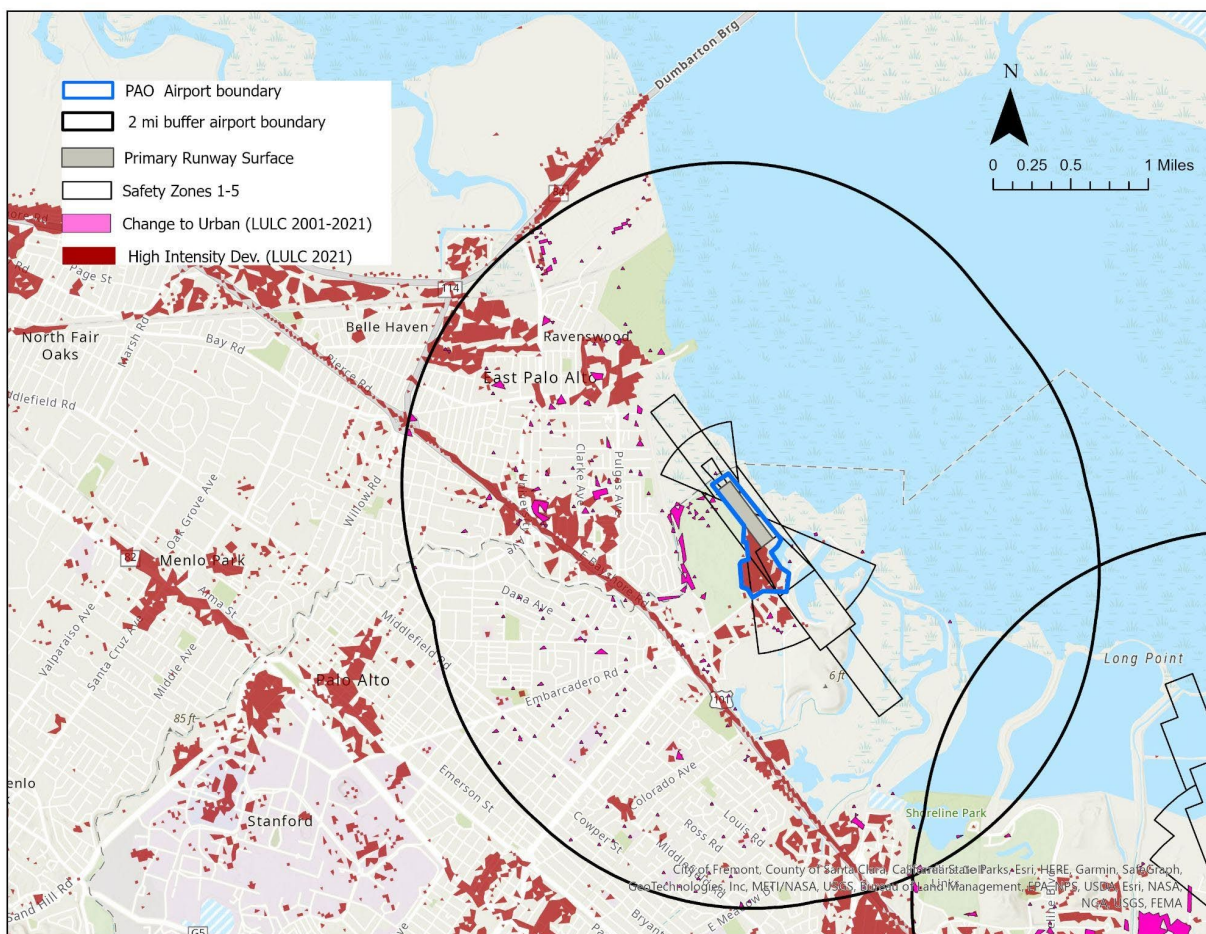 Dumbarton Brg
N
0 0.25 0.5 1 Miles
PAO Airport boundary
2 mi buffer airport boundary
Primary Runway Surface
Safety Zones 1-5
Change to Urban (LULC 2001-2021)
High Intensity Dev. (LULC 2021)
84
Page St
114
Belle Haven
North Fair
Oaks
Marsh Rd
Bay Rd
Pierce Rd
Ravenswood
East Palo Alto
dlefield Rd
Clarke Ave
Pulgas Ave
University Ave
Willow Rd
Oak Grove Ave
82
Menlo Park
Alma St
Valparaiso Ave
Santa Cruz Ave
Middle Ave
E Bayshore Rd
Dana Ave
Middlefield Rd
Embarcadero Rd
Palo Alto
85 ft
6 ft
Long Point
101
enlo
Emerson St
Colorado Ave
Stanford
Cowper St
Ross Rd
Louis Rd
Middlefield Rd
Shoreline Park
Sand Hill Rd
G5
Bryant
E Meadow
City of Fremont, County of Santa Clara, California State Parks, Esri, HERE, Garmin, SafeGraph,
GeoTechnologies, Inc, METI/NASA, USGS, Bureau of Land Management, EPA, NPS, USDA, Esri, NASA,
NGA, USGS, FEMA